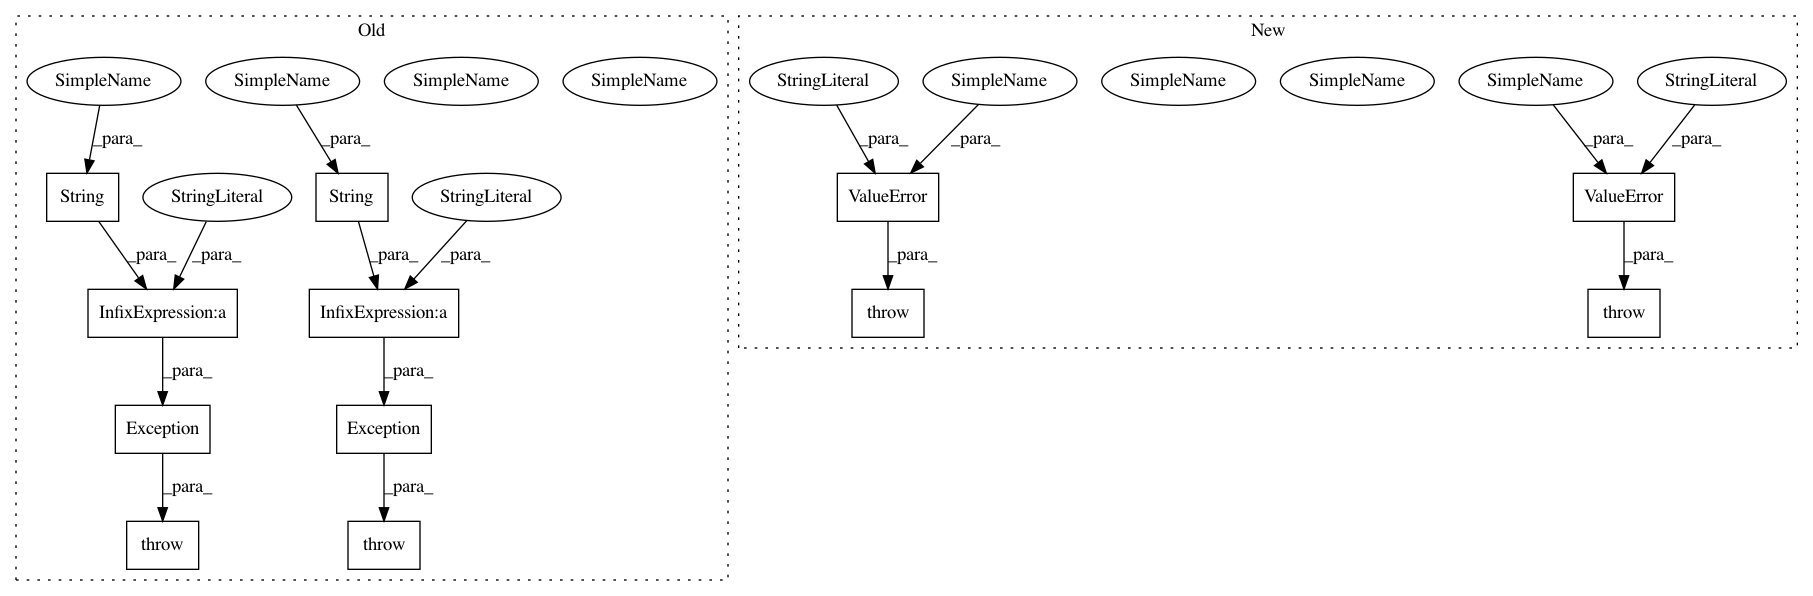 Old
New
SimpleName SimpleName SimpleName SimpleName StringLiteral SimpleName SimpleName SimpleName SimpleName StringLiteral
_para_ _para_ _para_ _para_ _para_ _para_
String StringLiteral String StringLiteral ValueError ValueError
_para_ _para_ _para_ _para_ _para_ _para_
InfixExpression:a InfixExpression:a throw throw
_para_ _para_
Exception Exception
_para_ _para_
throw throw